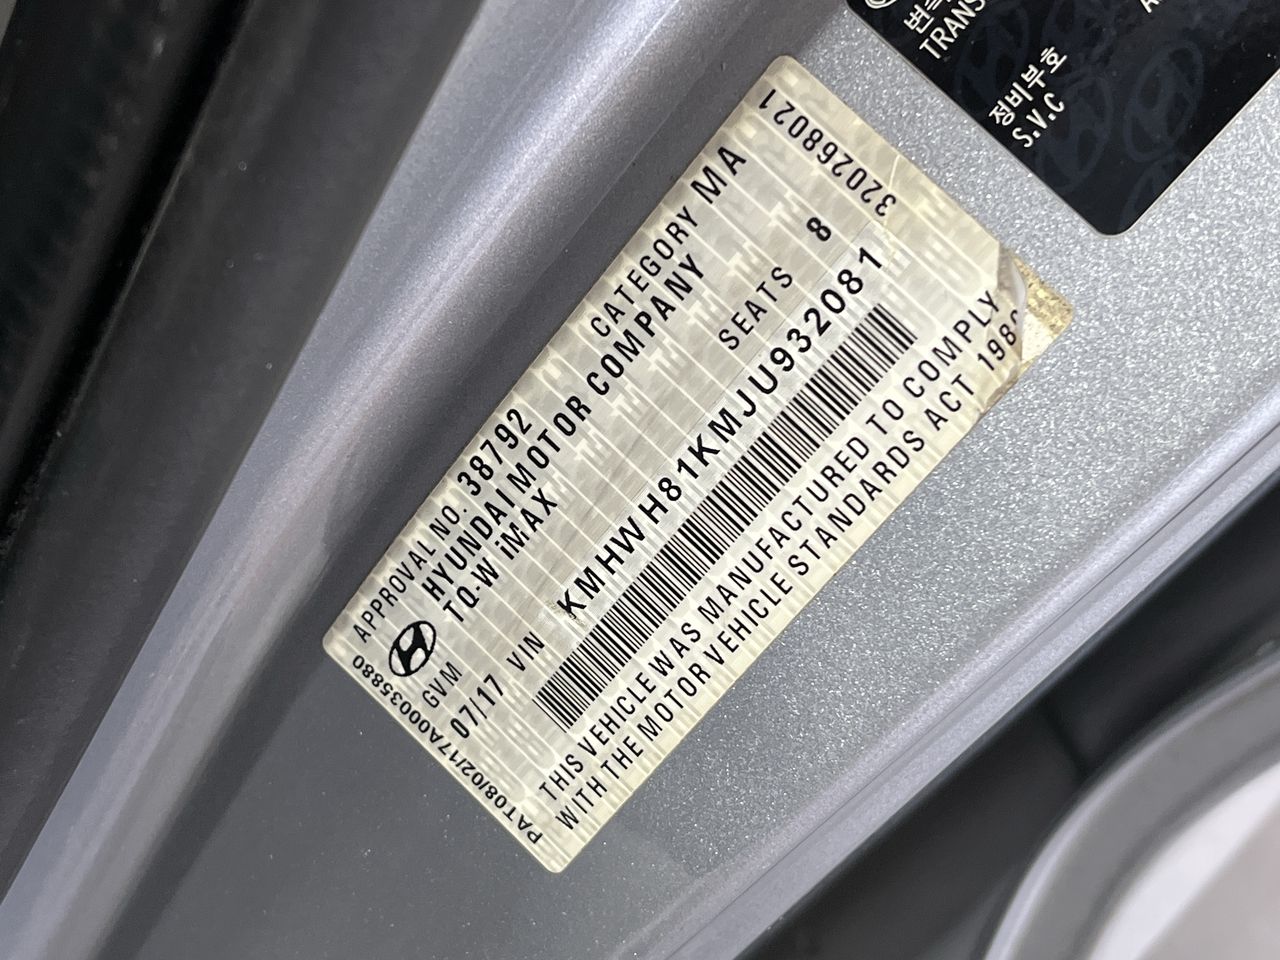 APPROVAL NO. 38792 CATEGORY MA
HYUNDAI MOTOR COMPANY
TQ-W iMAX
GVM SEATS 8
07/17 VIN KMHWH81KMJU932081
THIS VEHICLE WAS MANUFACTURED TO COMPLY
WITH THE MOTOR VEHICLE STANDARDS ACT
PAT08/02/17A000035880
320268021
TRANS
정비부호
S.V.C